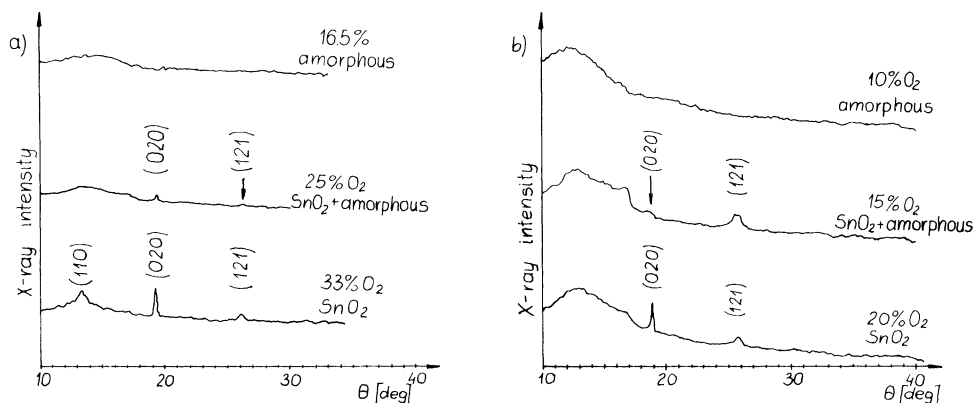 a)
16.5%
amorphous
(020)
(121)
25% O₂
SnO₂+amorphous
(110)
(020)
(121)
33% O₂
SnO₂
X-ray intensity
10
20
30
40
θ [deg]
b)
10% O₂
amorphous
(020)
(121)
15% O₂
SnO₂+amorphous
(020)
(121)
20% O₂
SnO₂
X-ray intensity
10
20
30
40
θ [deg]